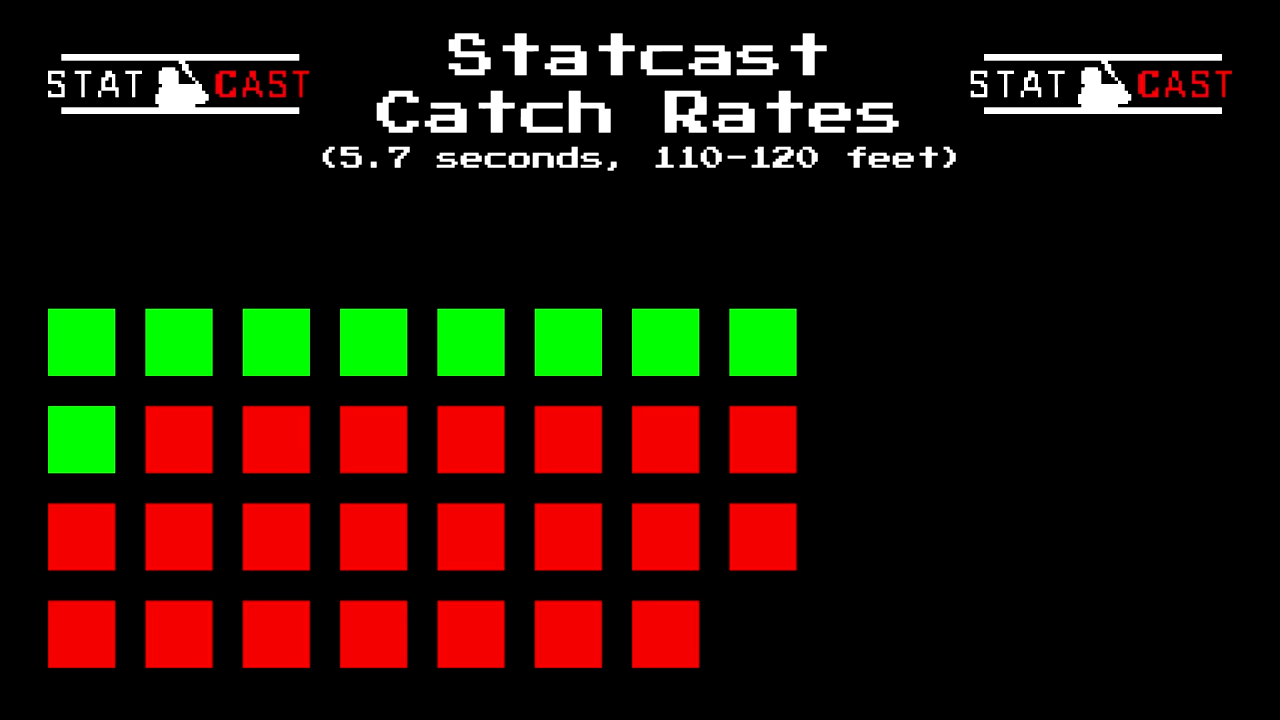 Statcast
Catch Rates
(5.7 seconds, 110-120 feet)
STAT CAST
STAT CAST